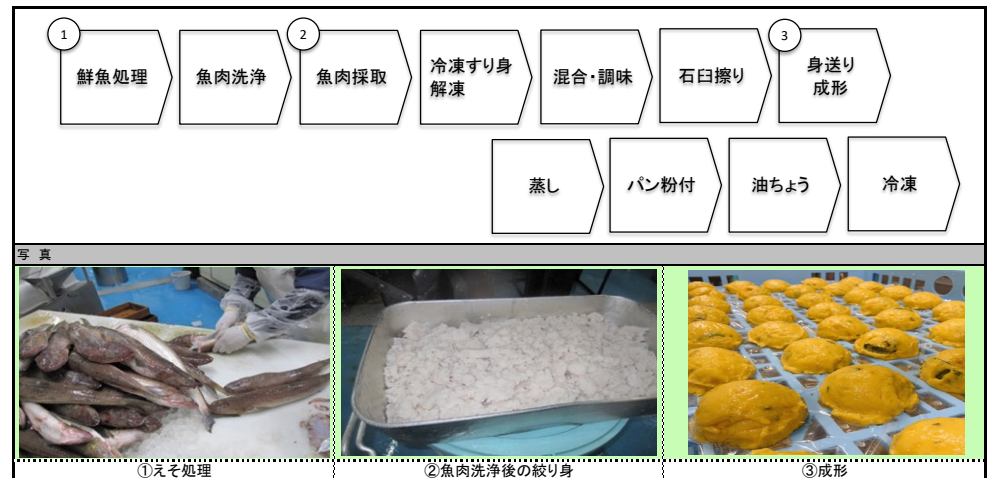 1
鮮魚処理
魚肉洗浄
2
魚肉採取
冷凍すり身
解凍
混合・調味
石臼擦り
3
身送り
成形
蒸し
パン粉付
油ちょう
冷凍
写 真
①えそ処理
②魚肉洗浄後の絞り身
③成形